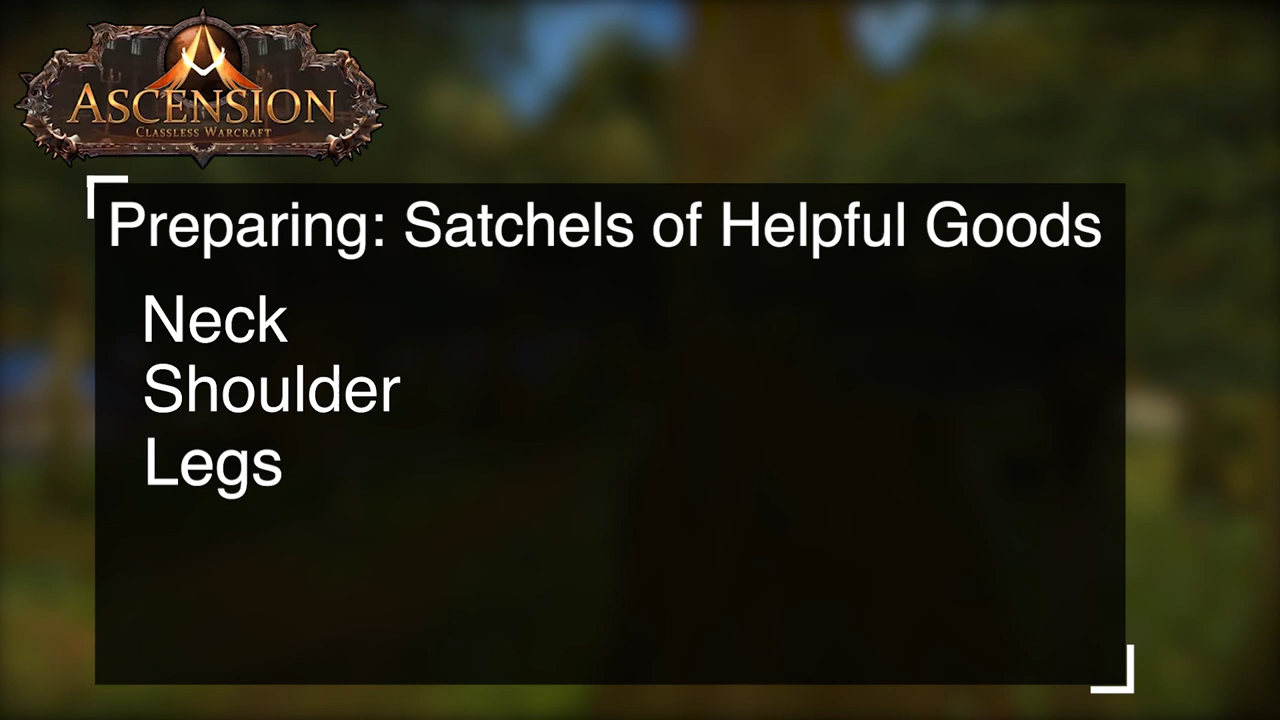 ASCENSION
CLASSLESS WARCRAFT
Preparing: Satchels of Helpful Goods
Neck
Shoulder
Legs